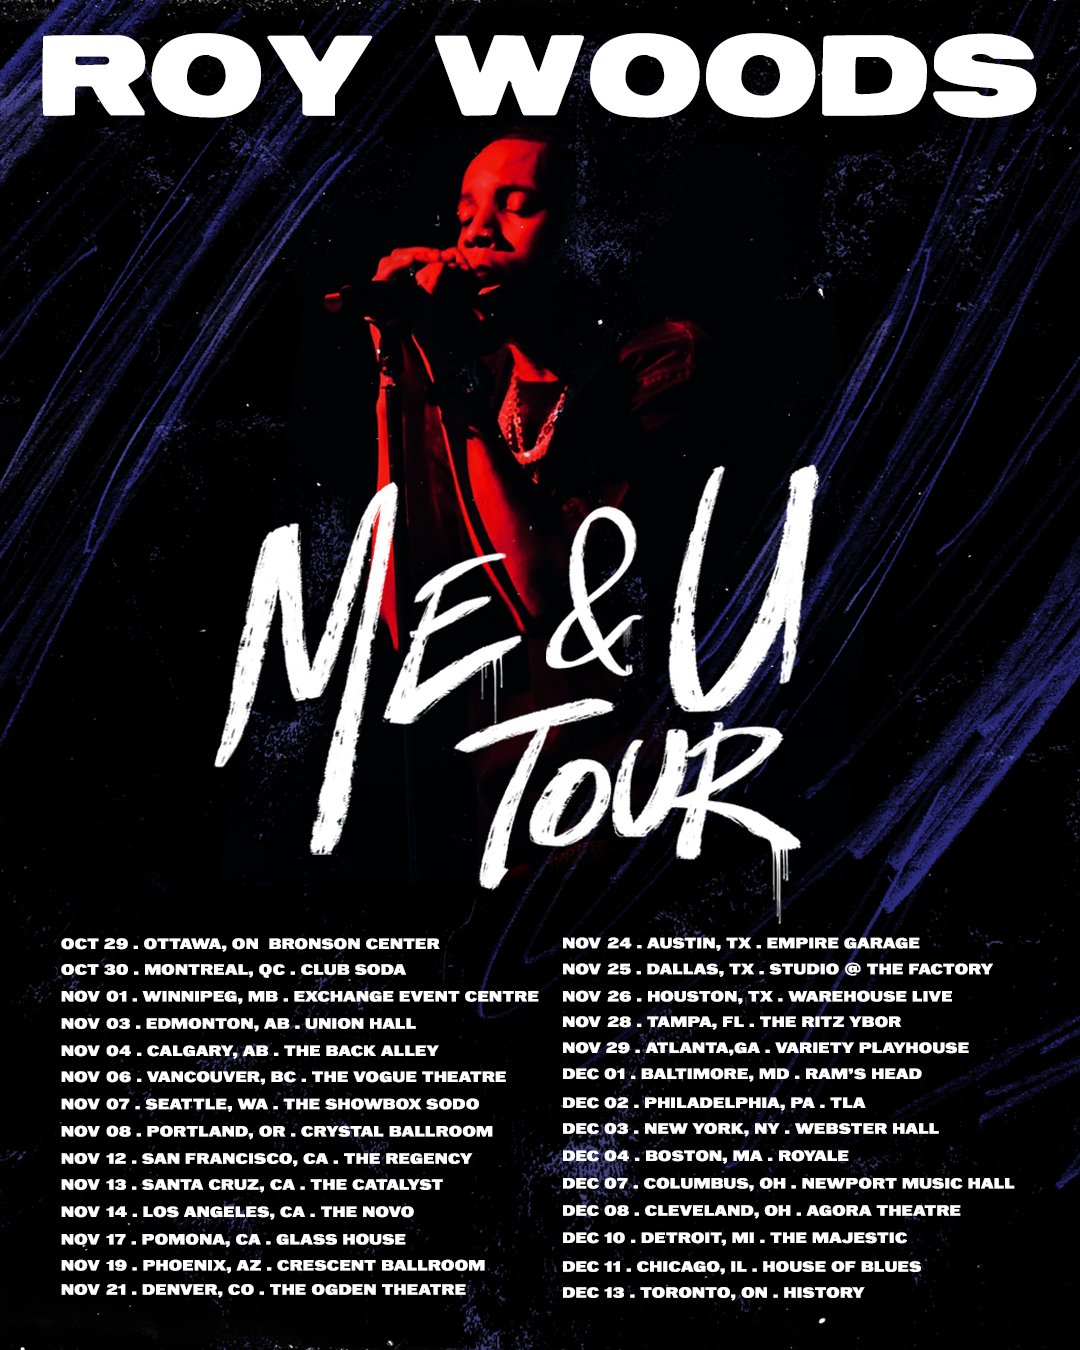 ROY WOODS
ME & U
TOUR
OCT 29 . OTTAWA, ON  BRONSON CENTER
OCT 30 . MONTREAL, QC . CLUB SODA
NOV 01 . WINNIPEG, MB . EXCHANGE EVENT CENTRE
NOV 03 . EDMONTON, AB . UNION HALL
NOV 04 . CALGARY, AB . THE BACK ALLEY
NOV 06 . VANCOUVER, BC . THE VOGUE THEATRE
NOV 07 . SEATTLE, WA . THE SHOWBOX SODO
NOV 08 . PORTLAND, OR . CRYSTAL BALLROOM
NOV 12 . SAN FRANCISCO, CA . THE REGENCY
NOV 13 . SANTA CRUZ, CA . THE CATALYST
NOV 14 . LOS ANGELES, CA . THE NOVO
NOV 17 . POMONA, CA . GLASS HOUSE
NOV 19 . PHOENIX, AZ . CRESCENT BALLROOM
NOV 21 . DENVER, CO . THE OGDEN THEATRE
NOV 24 . AUSTIN, TX . EMPIRE GARAGE
NOV 25 . DALLAS, TX . STUDIO @ THE FACTORY
NOV 26 . HOUSTON, TX . WAREHOUSE LIVE
NOV 28 . TAMPA, FL . THE RITZ YBOR
NOV 29 . ATLANTA,GA . VARIETY PLAYHOUSE
DEC 01 . BALTIMORE, MD . RAM'S HEAD
DEC 02 . PHILADELPHIA, PA . TLA
DEC 03 . NEW YORK, NY . WEBSTER HALL
DEC 04 . BOSTON, MA . ROYALE
DEC 07 . COLUMBUS, OH . NEWPORT MUSIC HALL
DEC 08 . CLEVELAND, OH . AGORA THEATRE
DEC 10 . DETROIT, MI . THE MAJESTIC
DEC 11 . CHICAGO, IL . HOUSE OF BLUES
DEC 13 . TORONTO, ON . HISTORY